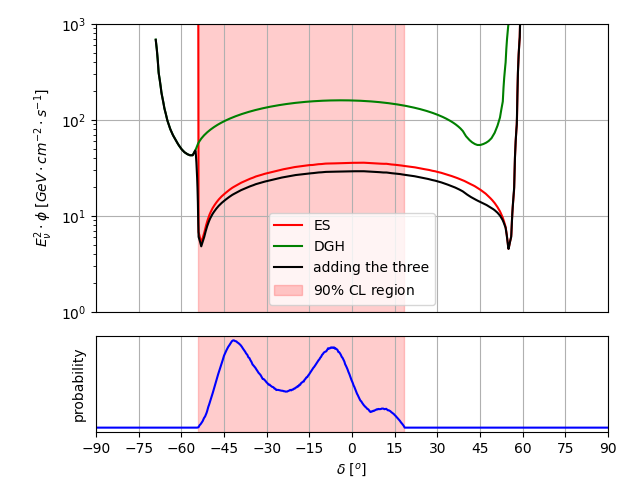 10³
10²
10¹
10⁰
E²ᵥ · ϕ [GeV · cm⁻² · s⁻¹]
ES
DGH
adding the three
90% CL region
probability
−90 −75 −60 −45 −30 −15 0 15 30 45 60 75 90
δ [°]